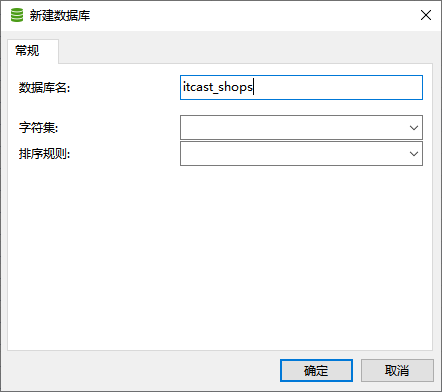 新建数据库
常规
数据库名:
itcast_shops
字符集:
排序规则:
确定
取消